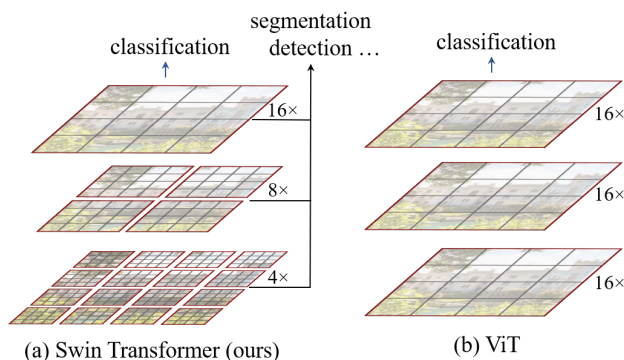 segmentation
classification
detection ...
classification
16×
8×
4×
16×
16×
16×
(a) Swin Transformer (ours)
(b) ViT